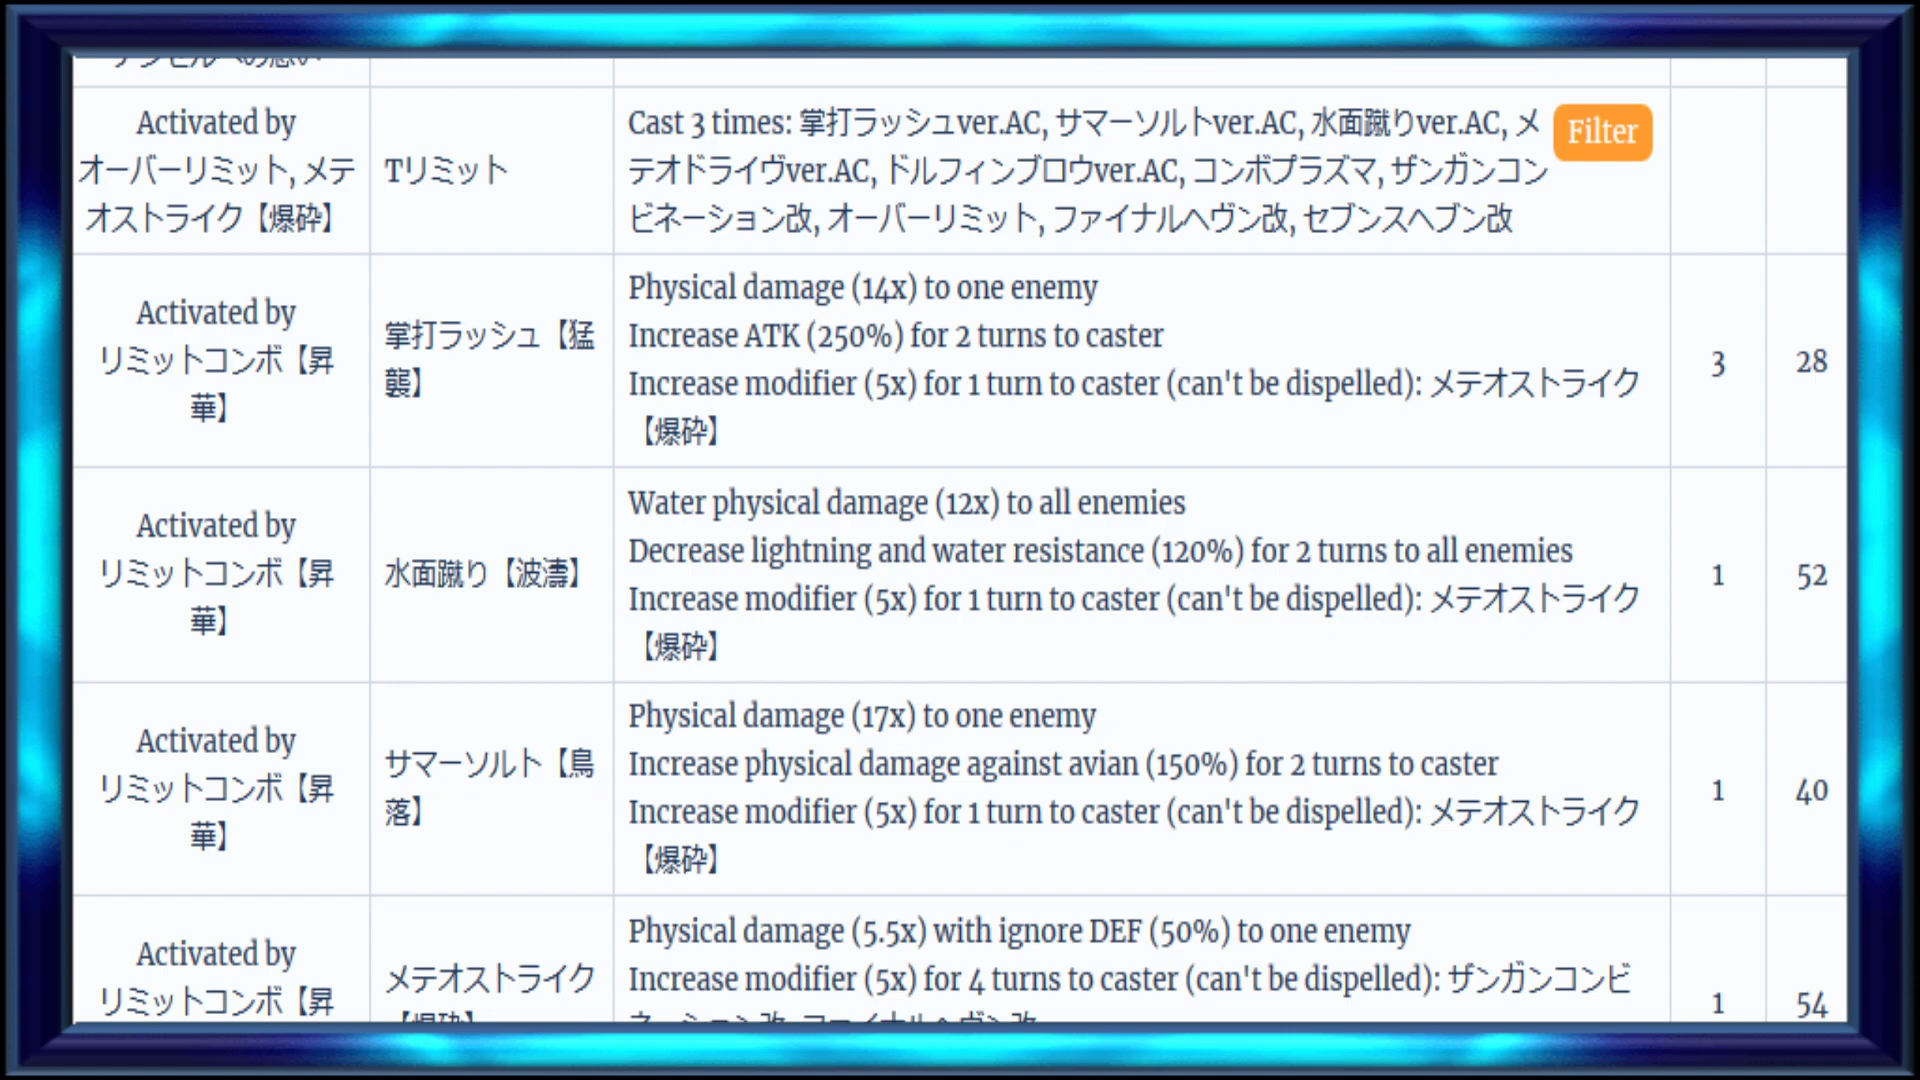 Activated by
オーバーリミット, メテ
オストライク【爆砕】
Tリミット
Cast 3 times: 掌打ラッシュver.AC, サマーソルトver.AC, 水面蹴りver.AC, メ
テオドライヴver.AC, ドルフィンブロウver.AC, コンボプラズマ, ザンガンコン
ビネーション改, オーバーリミット, ファイナルヘヴン改, セブンスヘブン改
Filter
Activated by
リミットコンボ【昇
華】
掌打ラッシュ【猛
襲】
Physical damage (14x) to one enemy
Increase ATK (250%) for 2 turns to caster
Increase modifier (5x) for 1 turn to caster (can't be dispelled): メテオストライク
【爆砕】
3
28
Activated by
リミットコンボ【昇
華】
水面蹴り【波濤】
Water physical damage (12x) to all enemies
Decrease lightning and water resistance (120%) for 2 turns to all enemies
Increase modifier (5x) for 1 turn to caster (can't be dispelled): メテオストライク
【爆砕】
1
52
Activated by
リミットコンボ【昇
華】
サマーソルト【鳥
落】
Physical damage (17x) to one enemy
Increase physical damage against avian (150%) for 2 turns to caster
Increase modifier (5x) for 1 turn to caster (can't be dispelled): メテオストライク
【爆砕】
1
40
Activated by
リミットコンボ【昇
メテオストライク
【爆砕】
Physical damage (5.5x) with ignore DEF (50%) to one enemy
Increase modifier (5x) for 4 turns to caster (can't be dispelled): ザンガンコンビ
ネーション改, ファイナルヘヴン改
1
54